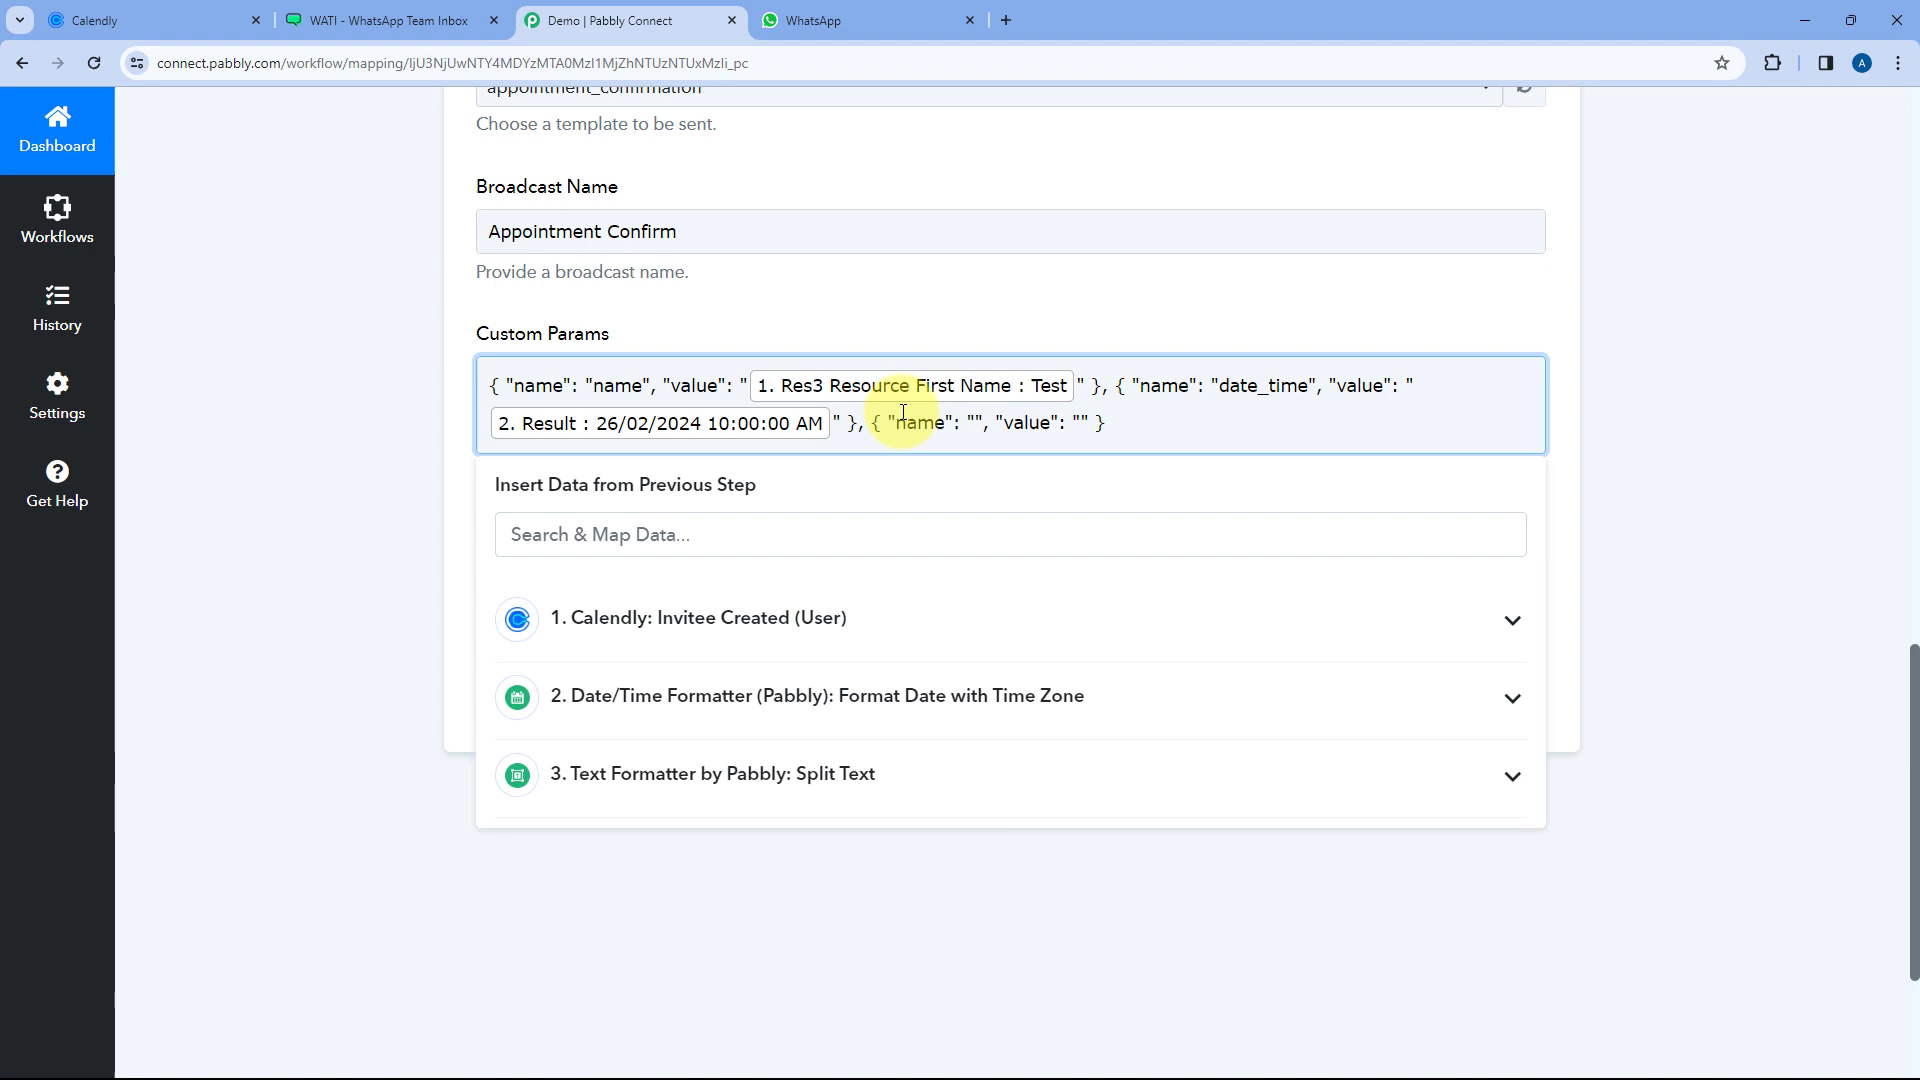 Calendly
WATI - WhatsApp Team Inbox
Demo | Pabbly Connect
WhatsApp
connect.pabbly.com/workflow/mapping/IjU3NjUwNTY4MDYzMTA0MzI1MjZhNTUzNTUxMzIi_pc
A
Dashboard
Workflows
History
Settings
Get Help
appointment_confirmation
Choose a template to be sent.
Broadcast Name
Appointment Confirm
Provide a broadcast name.
Custom Params
{ "name": "name", "value": " 1. Res3 Resource First Name : Test " }, { "name": "date_time", "value": "
2. Result : 26/02/2024 10:00:00 AM " }, { "name": "", "value": "" }
Insert Data from Previous Step
Search & Map Data...
1. Calendly: Invitee Created (User)
2. Date/Time Formatter (Pabbly): Format Date with Time Zone
3. Text Formatter by Pabbly: Split Text